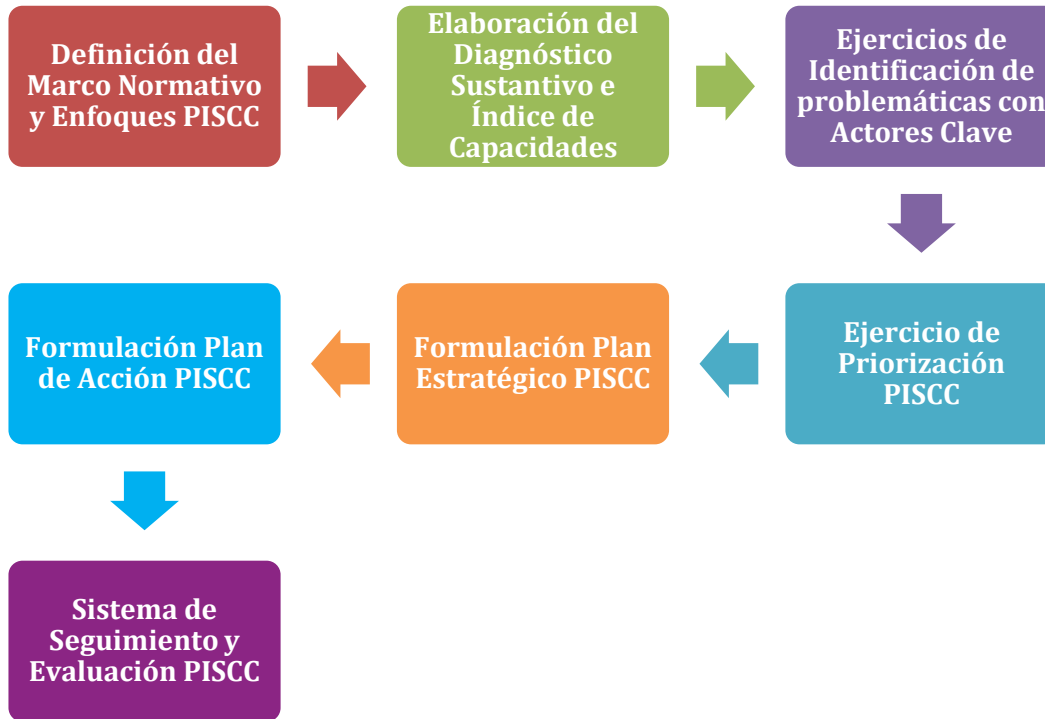 Definición del
Marco Normativo
y Enfoques PISCC
Elaboración del
Diagnóstico
Sustantivo e
Índice de
Capacidades
Ejercicios de
Identificación de
problemáticas con
Actores Clave
Ejercicio de
Priorización
PISCC
Formulación Plan
Estratégico PISCC
Formulación Plan
de Acción PISCC
Sistema de
Seguimiento y
Evaluación PISCC